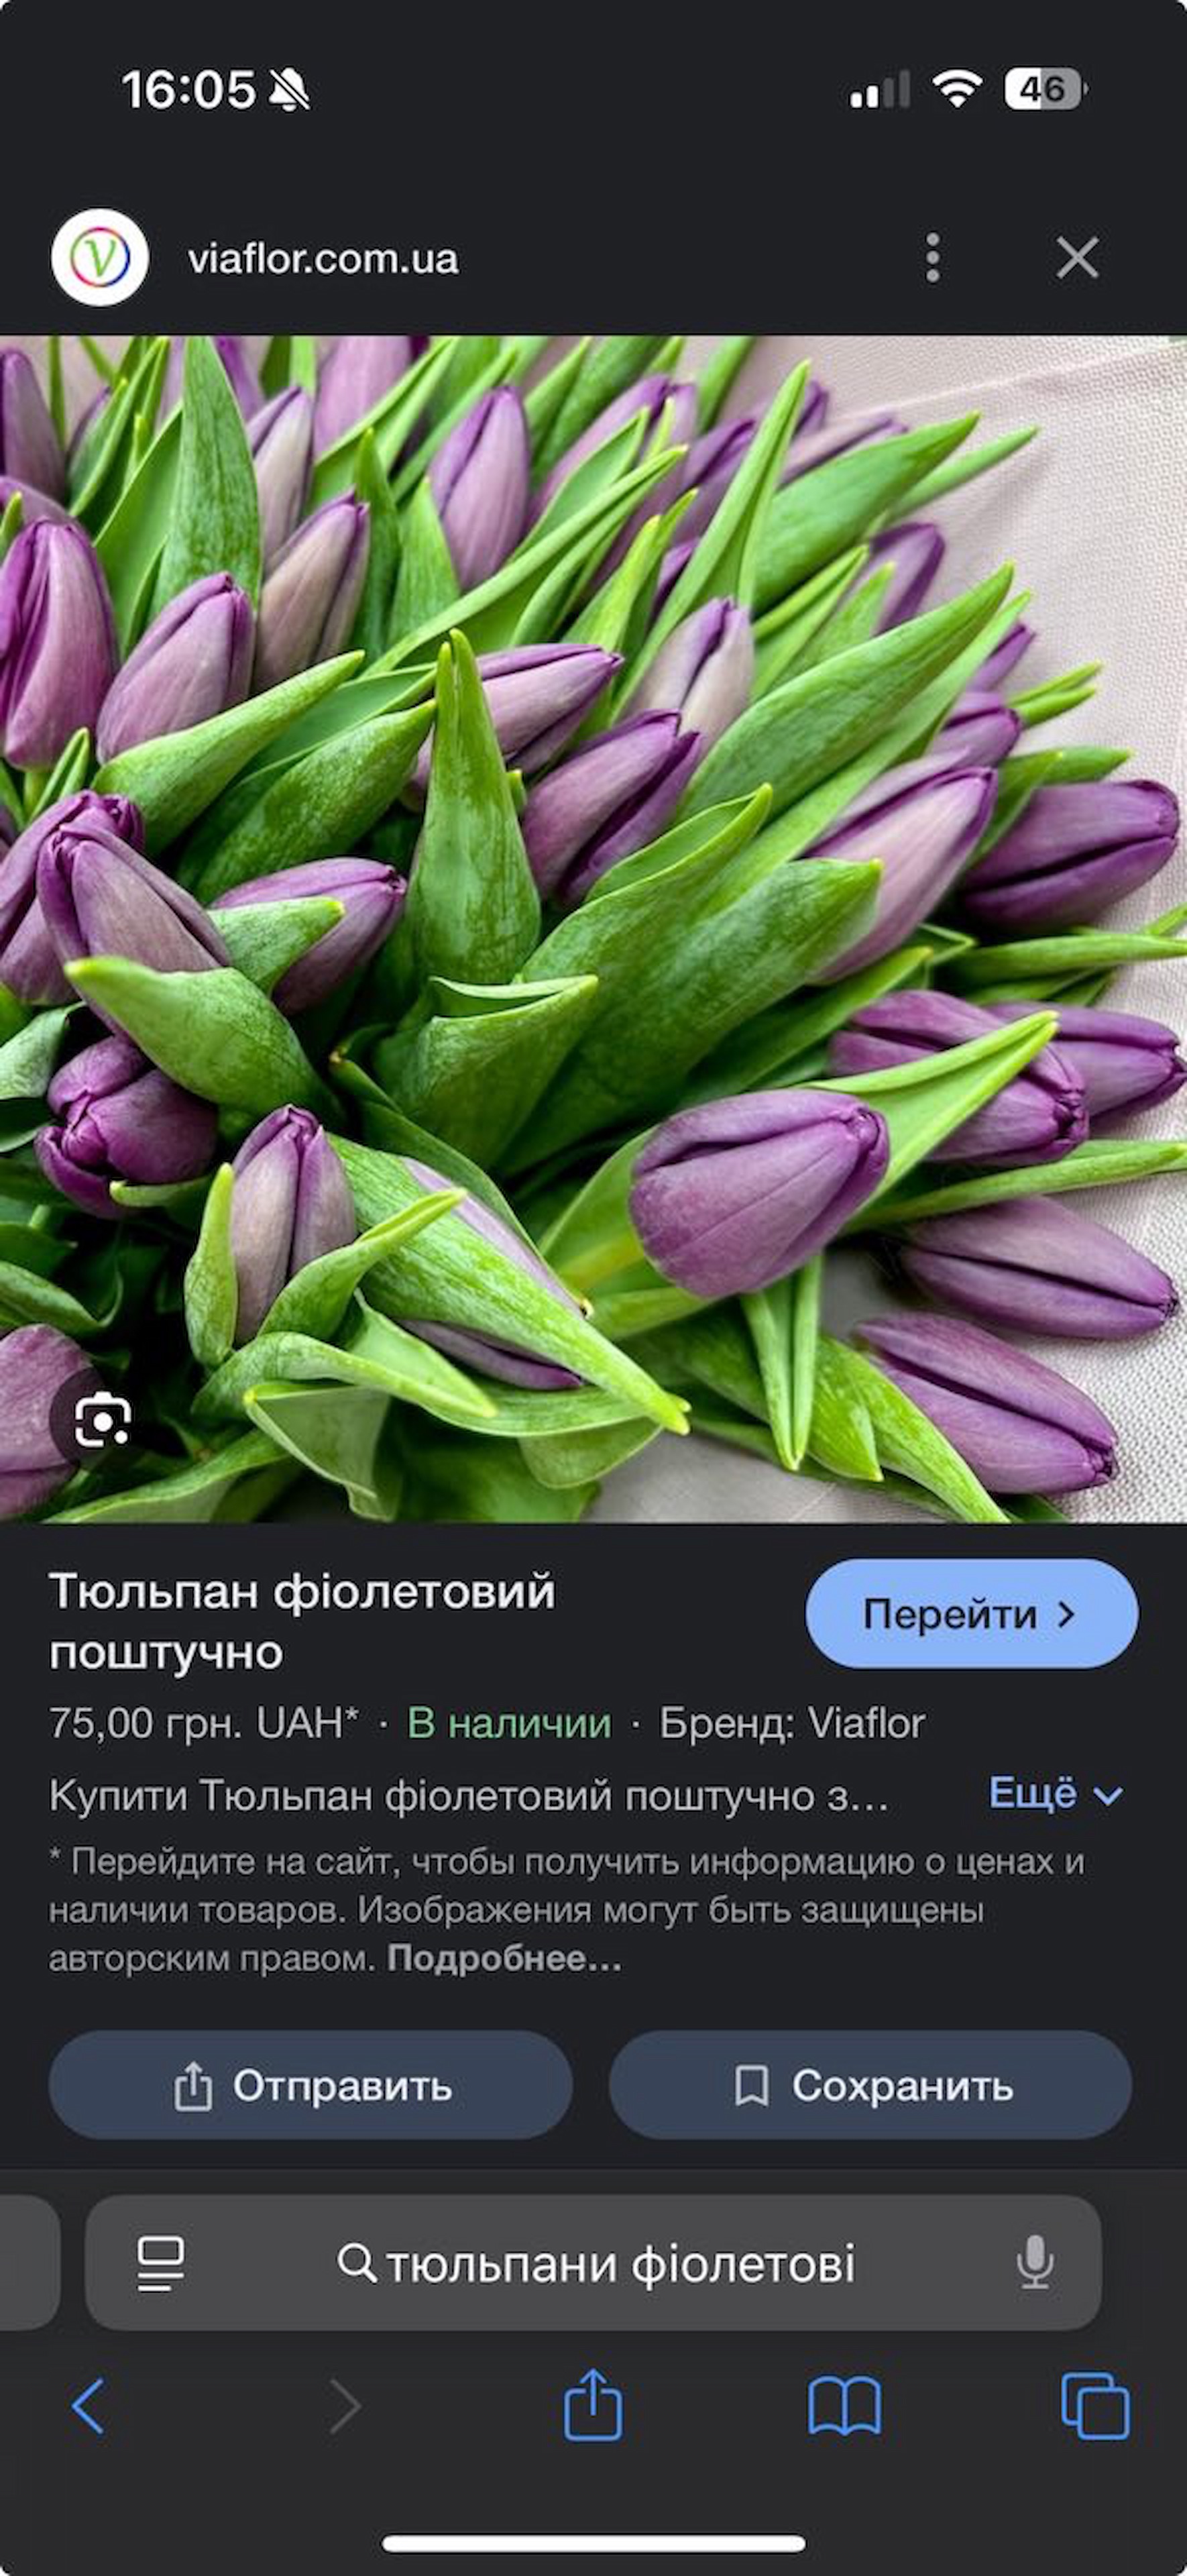 16:05
46
viaflor.com.ua
Тюльпан фіолетовий
поштучно
Перейти
75,00 грн. UAH* · В наличии · Бренд: Viaflor
Купити Тюльпан фіолетовий поштучно з...
Ещё
* Перейдите на сайт, чтобы получить информацию о ценах и
наличии товаров. Изображения могут быть защищены
авторским правом. Подробнее...
Отправить
Сохранить
тюльпани фіолетові